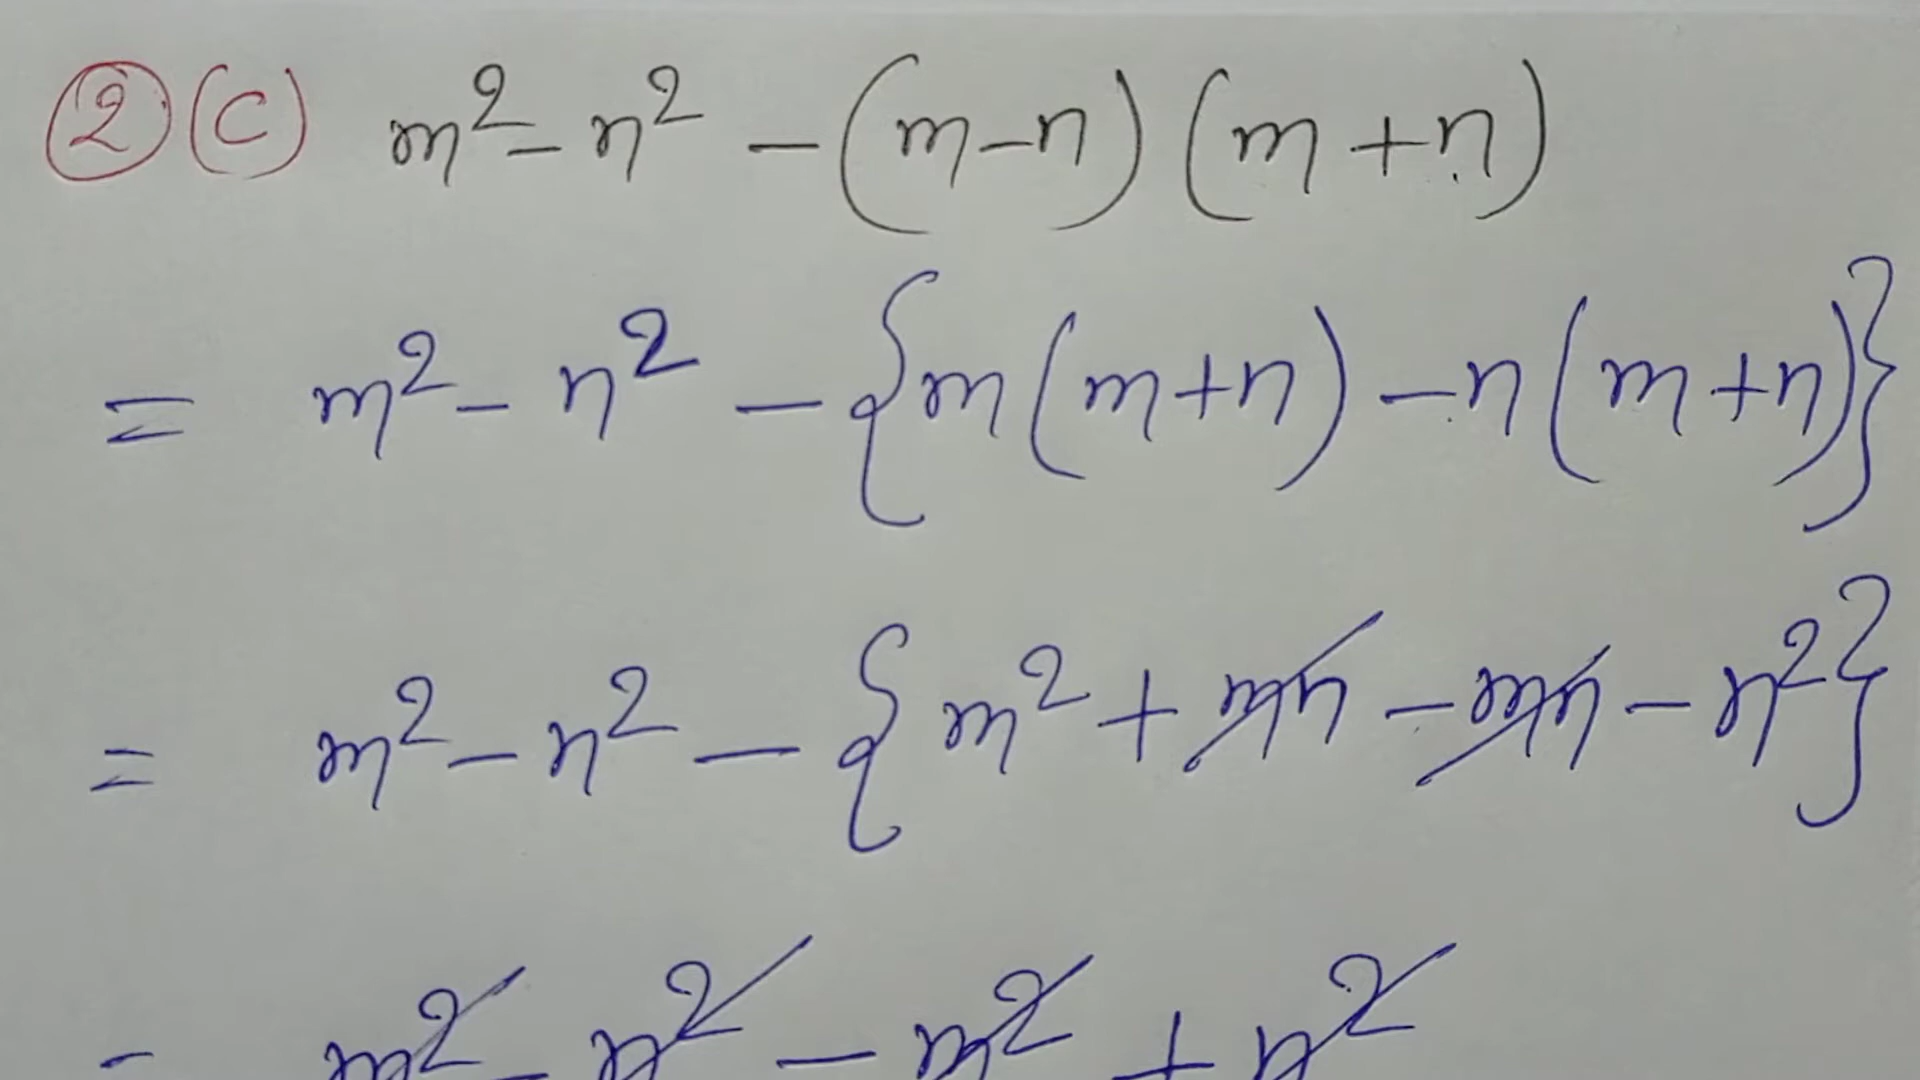 ② (c) m² - n² - (m-n) (m+n)
= m² - n² - {m(m+n) - n(m+n)}
= m² - n² - {m² + mn - mn - n²}
= m² - n² - m² + n²